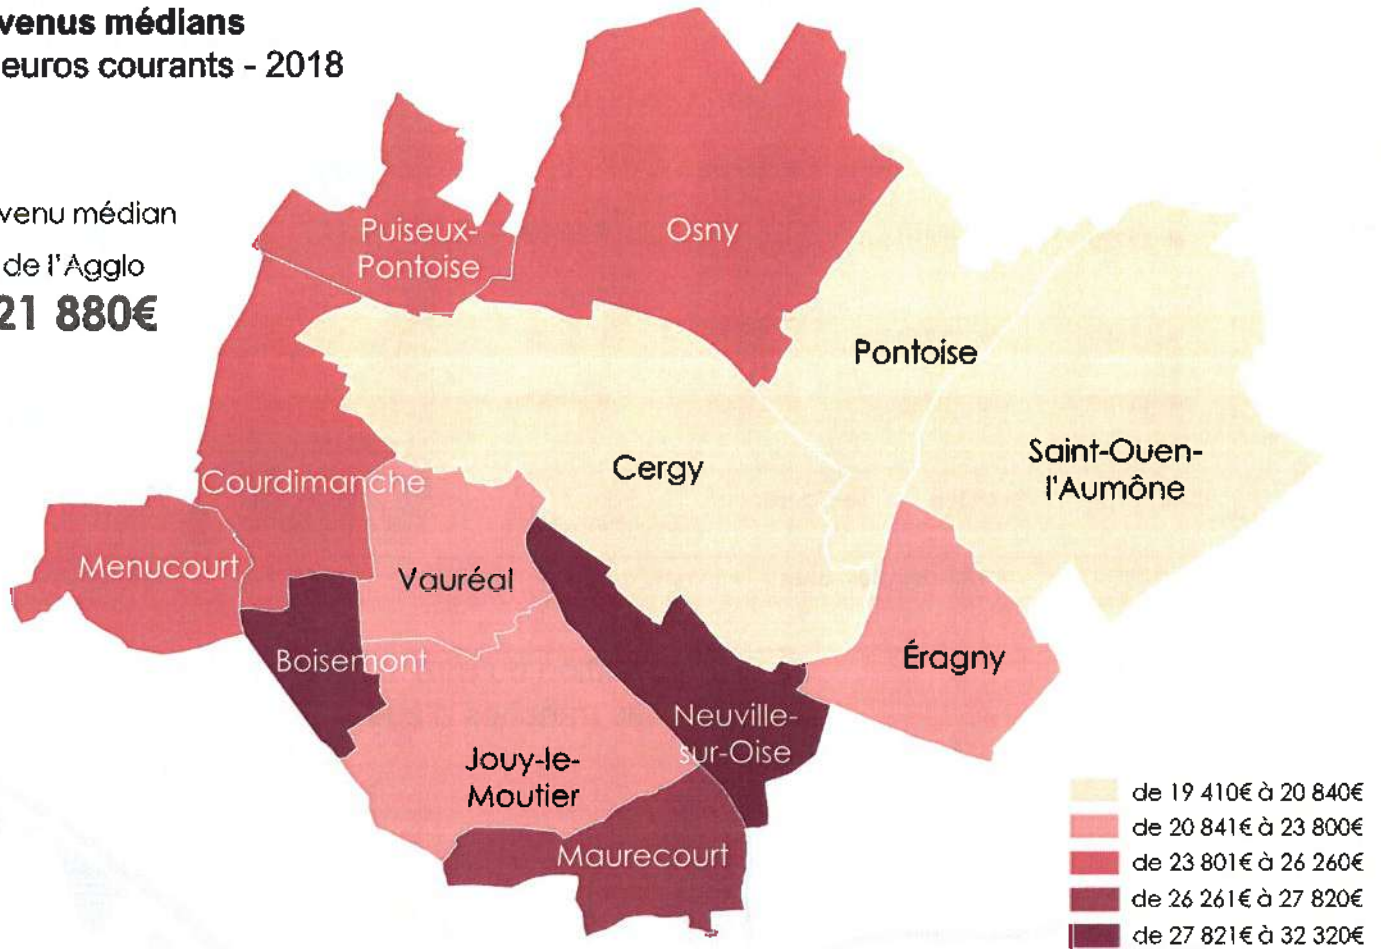 venus médians
euros courants - 2018
venu médian
de l'Agglo
21 880€
Puiseux-
Pontoise
Osny
Pontoise
Cergy
Saint-Ouen-
l'Aumône
Courdimanche
Menucourt
Vauréal
Boisemont
Éragny
Neuville-
sur-Oise
Jouy-le-
Moutier
Maurecourt
de 19 410€ à 20 840€
de 20 841€ à 23 800€
de 23 801€ à 26 260€
de 26 261€ à 27 820€
de 27 821€ à 32 320€